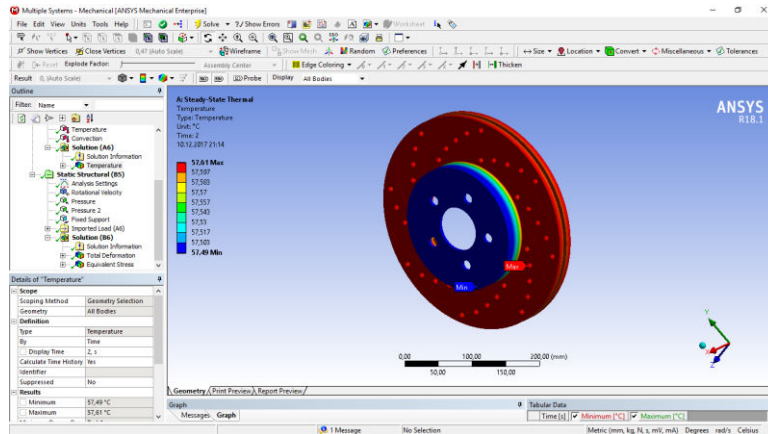 Multiple Systems - Mechanical [ANSYS Mechanical Enterprise]
File Edit View Units Tools Help Solve ?/ Show Errors Worksheet
Show Vertices Close Vertices 0,47 (Auto Scale) Wireframe Show Mesh Random Preferences Size Location Convert Miscellaneous Tolerances
Reset Explode Factor: Assembly Center Edge Coloring Thicken
Result 0, (Auto Scale) Probe Display All Bodies
Outline
Filter: Name
Temperature
Convection
Solution (A6)
Solution Information
Temperature
Static Structural (B5)
Analysis Settings
Rotational Velocity
Pressure
Pressure 2
Fixed Support
Imported Load (A6)
Solution (B6)
Solution Information
Total Deformation
Equivalent Stress
Details of "Temperature"
Scope
Scoping Method Geometry Selection
Geometry All Bodies
Definition
Type Temperature
By Time
Display Time 2, s
Calculate Time History Yes
Identifier
Suppressed No
Results
Minimum 57,49 °C
Maximum 57,61 °C
A: Steady-State Thermal
Temperature
Type: Temperature
Unit: °C
Time: 2
10.12.2017 21:14
57,61 Max
57,597
57,583
57,57
57,557
57,543
57,53
57,517
57,503
57,49 Min
ANSYS
R18.1
Max
Min
0,00 100,00 200,00 (mm)
50,00 150,00
Y
X
Z
Geometry Print Preview Report Preview
Graph
Messages Graph
Tabular Data
Time [s] Minimum [°C] Maximum [°C]
1 Message No Selection Metric (mm, kg, N, s, mV, mA) Degrees rad/s Celsius